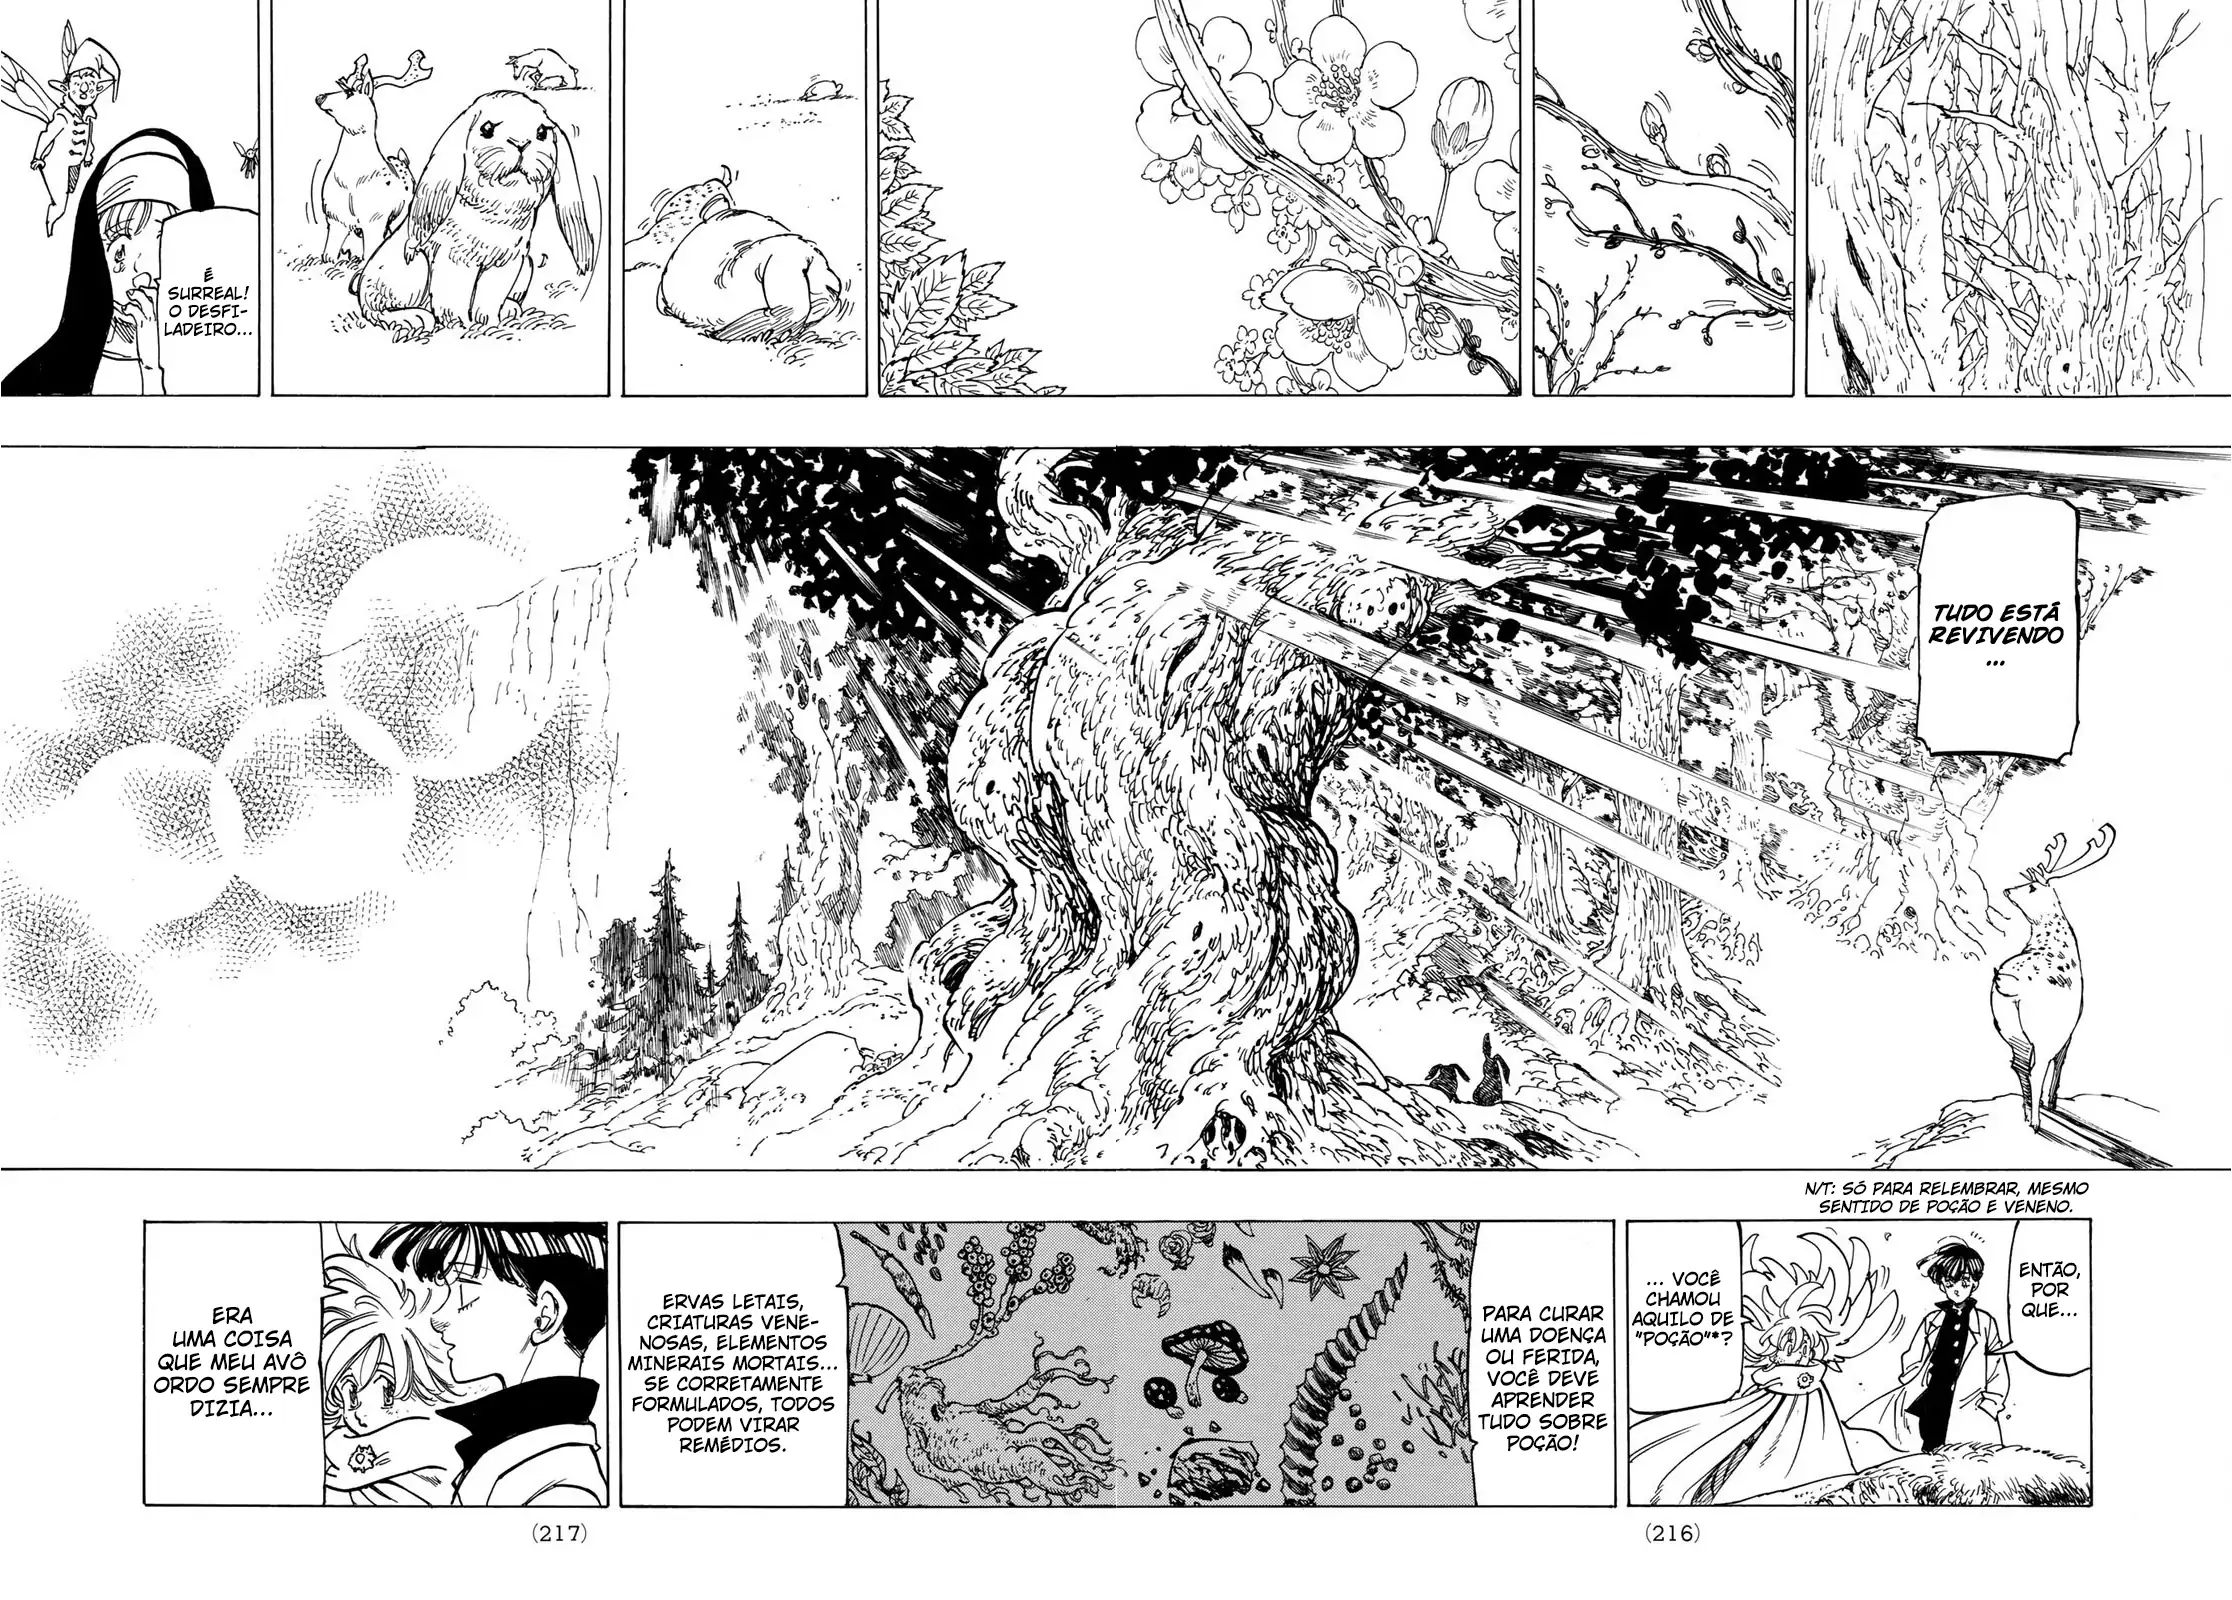 É
SURREAL!
O DESFI-
LADEIRO...
TUDO ESTÁ
REVIVENDO
...
N/T: SÓ PARA RELEMBRAR, MESMO
SENTIDO DE POÇÃO E VENENO.
ENTÃO,
POR
QUE...
... VOCÊ
CHAMOU
AQUILO DE
"POÇÃO"*?
PARA CURAR
UMA DOENÇA
OU FERIDA,
VOCÊ DEVE
APRENDER
TUDO SOBRE
POÇÃO!
ERVAS LETAIS,
CRIATURAS VENE-
NOSAS, ELEMENTOS
MINERAIS MORTAIS...
SE CORRETAMENTE
FORMULADOS, TODOS
PODEM VIRAR
REMÉDIOS.
ERA
UMA COISA
QUE MEU AVÔ
ORDO SEMPRE
DIZIA...
(216)
(217)